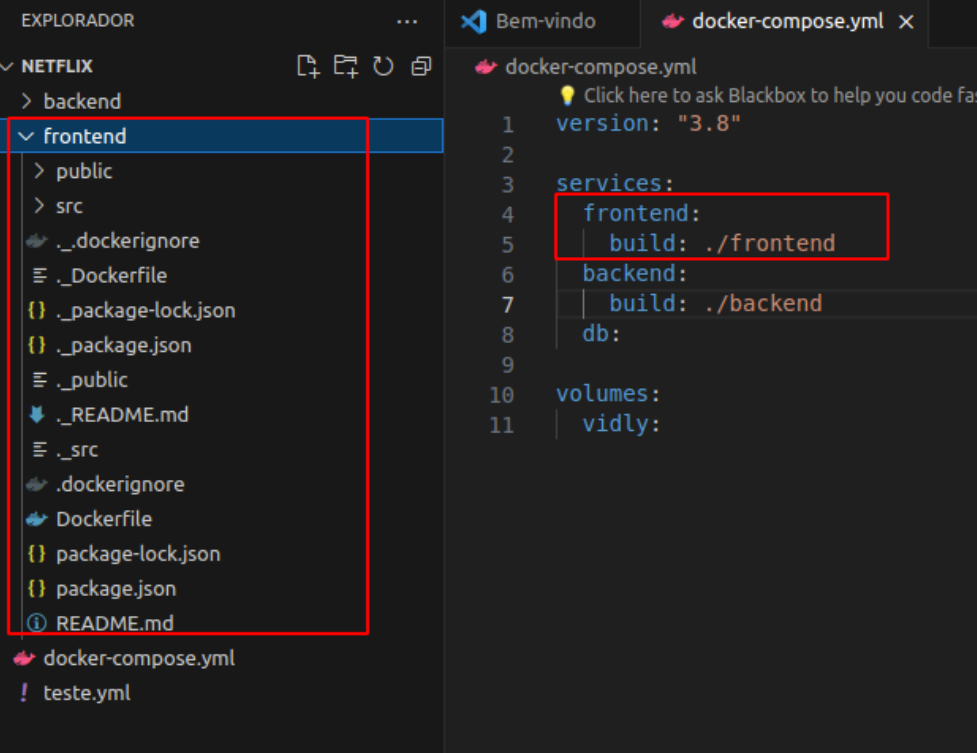 EXPLORADOR
NETFLIX
backend
frontend
public
src
._.dockerignore
._Dockerfile
._package-lock.json
._package.json
._public
._README.md
._src
.dockerignore
Dockerfile
package-lock.json
package.json
README.md
docker-compose.yml
teste.yml
Bem-vindo
docker-compose.yml
docker-compose.yml
Click here to ask Blackbox to help you code fas
1 version: "3.8"
2
3 services:
4 frontend:
5 build: ./frontend
6 backend:
7 build: ./backend
8 db:
9
10 volumes:
11 vidly: